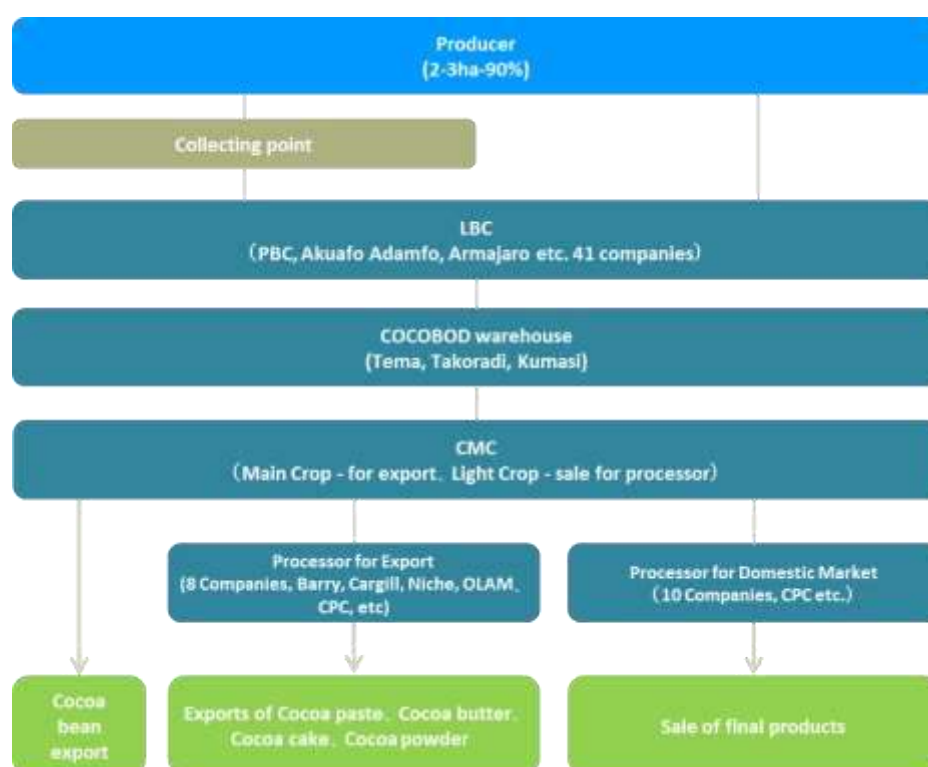 Producer
(2-3ha-90%)
Collecting point
LBC
（PBC, Akuafo Adamfo, Armajaro etc. 41 companies）
COCOBOD warehouse
(Tema, Takoradi, Kumasi)
CMC
（Main Crop - for export、Light Crop - sale for processor）
Processor for Export
(8 Companies, Barry, Cargill, Niche, OLAM、
CPC, etc)
Processor for Domestic Market
（10 Companies, CPC etc.）
Cocoa
bean
export
Exports of Cocoa paste、Cocoa butter、
Cocoa cake、Cocoa powder
Sale of final products